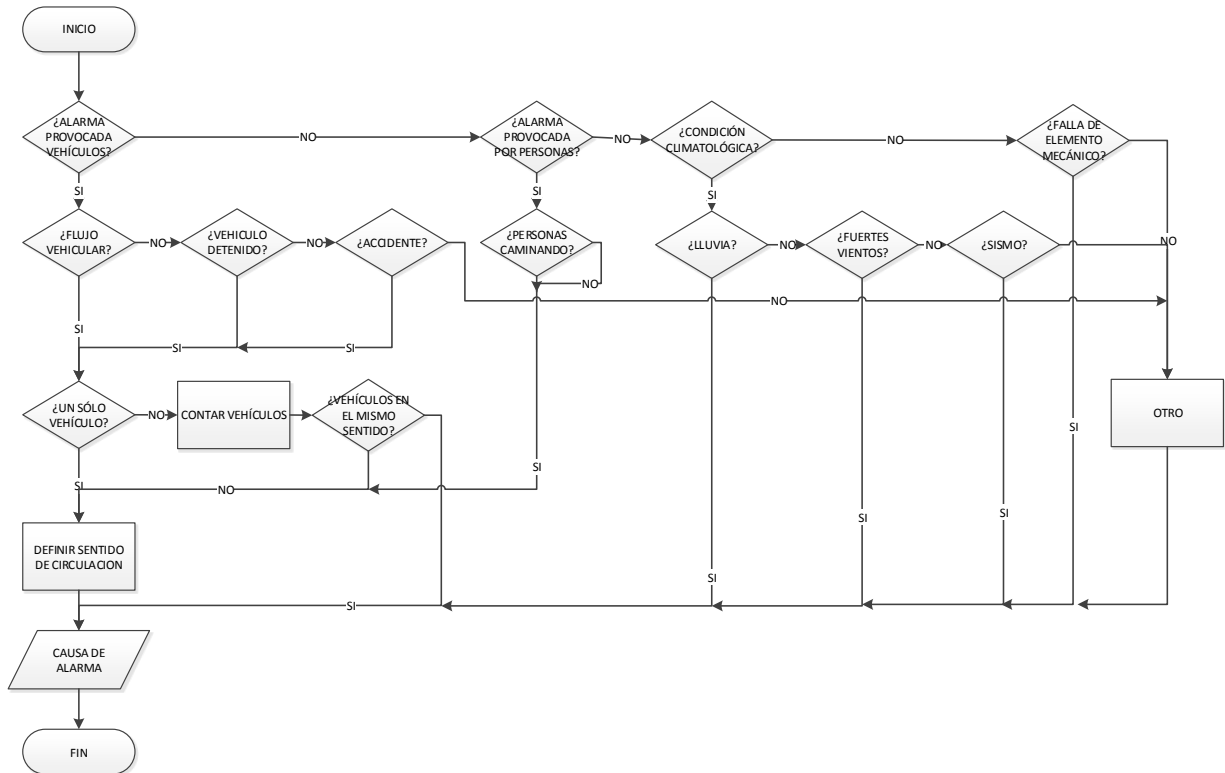 INICIO
¿ALARMA
PROVOCADA
VEHÍCULOS?
NO
¿ALARMA
PROVOCADA
POR PERSONAS?
NO
¿CONDICIÓN
CLIMATOLÓGICA?
NO
¿FALLA DE
ELEMENTO
MECÁNICO?
SI
SI
SI
¿FLUJO
VEHICULAR?
NO
¿VEHICULO
DETENIDO?
NO
¿ACCIDENTE?
¿PERSONAS
CAMINANDO?
NO
¿LLUVIA?
NO
¿FUERTES
VIENTOS?
NO
¿SISMO?
NO
NO
SI
SI
SI
¿UN SÓLO
VEHÍCULO?
NO
CONTAR VEHÍCULOS
¿VEHÍCULOS EN
EL MISMO
SENTIDO?
OTRO
SI
SI
SI
NO
SI
SI
DEFINIR SENTIDO
DE CIRCULACION
SI
SI
CAUSA DE
ALARMA
FIN